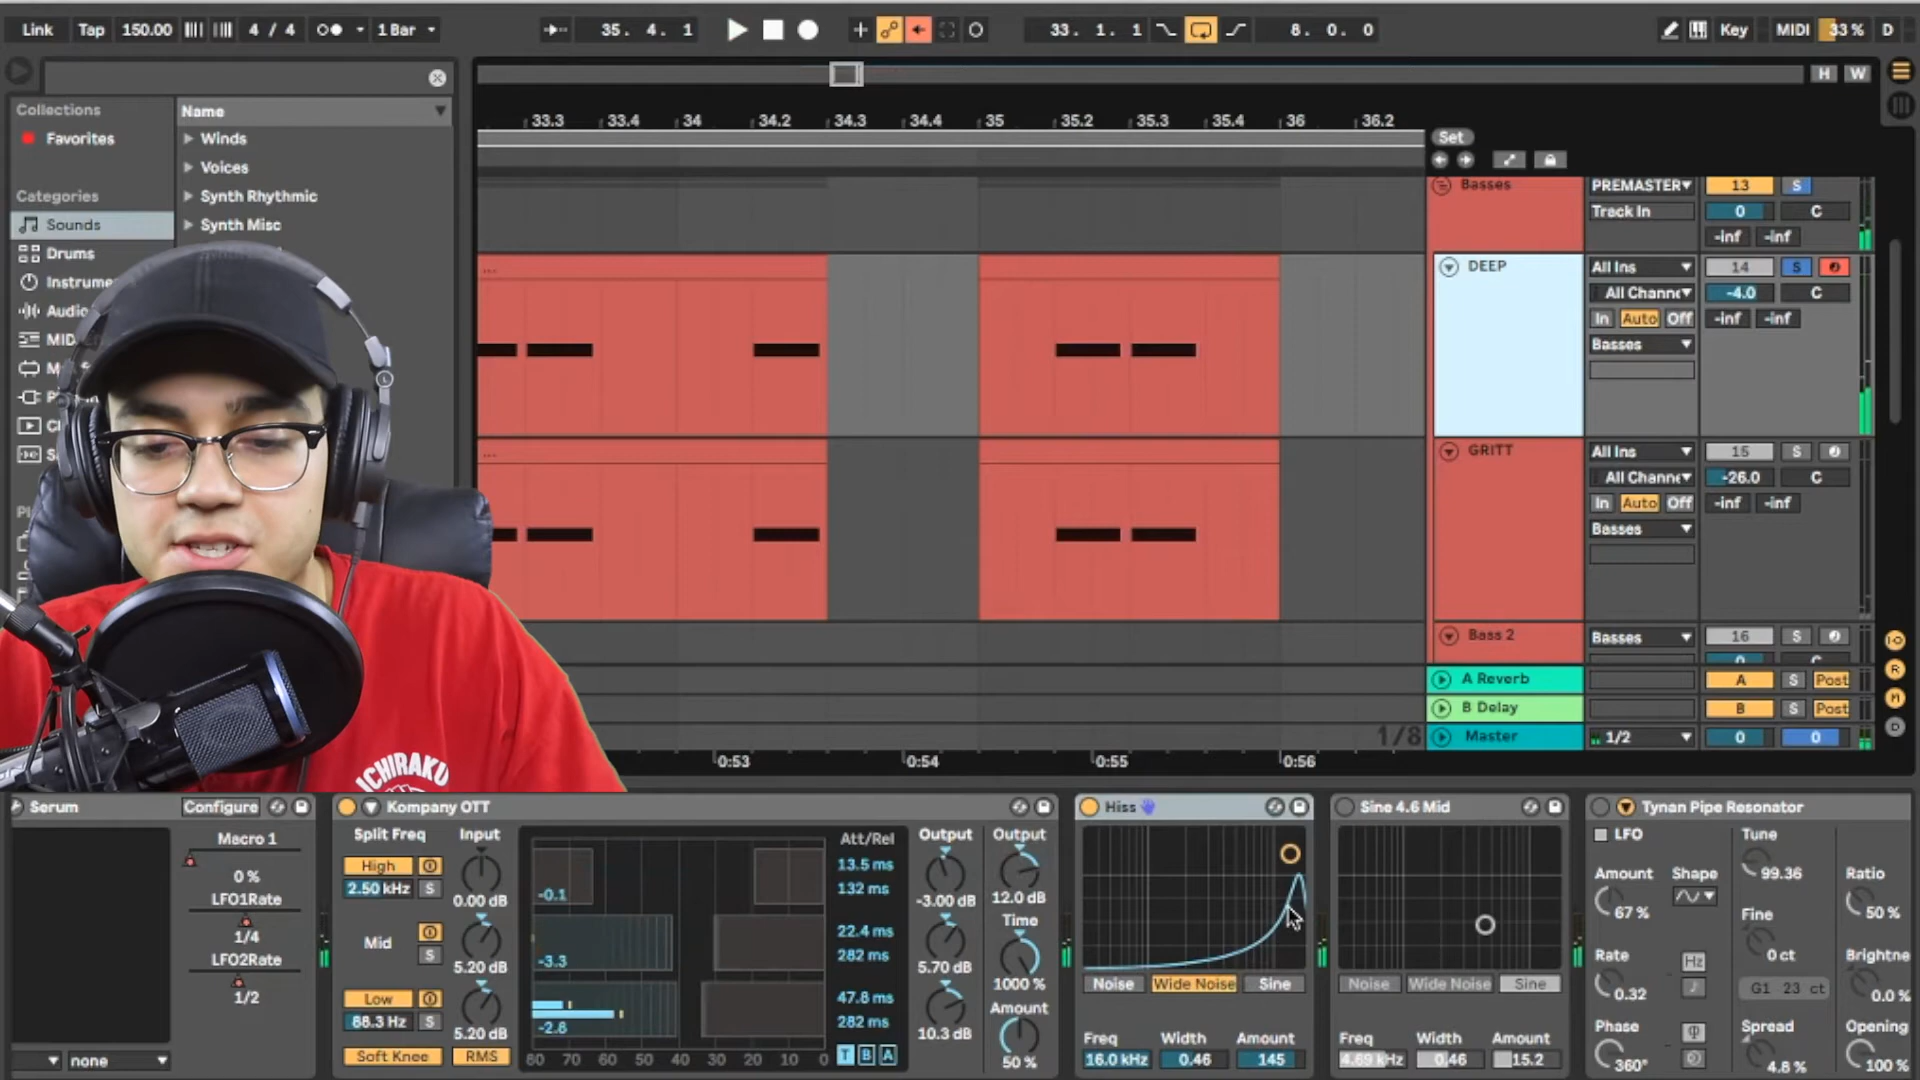 Link Tap 150.00 4 / 4 1 Bar 35. 4. 1 33. 1. 1 8. 0. 0 Key MIDI 33 % D
H W
Collections
Favorites
Categories
Sounds
Drums
Instrume
Audio
Name
Winds
Voices
Synth Rhythmic
Synth Misc
33.3 33.4 34 34.2 34.3 34.4 35 35.2 35.3 35.4 36 36.2
Set
Basses PREMASTER 13 S
Track In 0 C
-inf -inf
DEEP All Ins 14 S
All Channe -4.0 C
In Auto Off -inf -inf
Basses
GRITT All Ins 15 S
All Channe -26.0 C
In Auto Off -inf -inf
Basses
Bass 2 Basses 16 S
A Reverb A S Post
B Delay B S Post
1/8 Master 1/2 0 0
0:53 0:54 0:55 0:56
ICHIRAKU
Serum Configure
Macro 1
0 %
LFO1Rate
1/4
LFO2Rate
1/2
none
Kompany OTT
Split Freq Input Att/Rel Output Output
High 13.5 ms
2.50 kHz S 0.00 dB -0.1 132 ms -3.00 dB 12.0 dB
Mid 22.4 ms Time
S 5.20 dB -3.3 282 ms 5.70 dB 1000 %
Low 47.8 ms Amount
88.3 Hz S 5.20 dB -2.8 282 ms 10.3 dB 50 %
Soft Knee RMS 80 70 60 50 40 30 20 10 0 T B A
Hiss
Noise Wide Noise Sine
Freq Width Amount
16.0 kHz 0.46 145
Sine 4.6 Mid
Noise Wide Noise Sine
Freq Width Amount
4.69 kHz 0.46 15.2
Tynan Pipe Resonator
LFO Tune
Amount Shape 99.36 Ratio
67 % Fine 50 %
Rate Hz 0 ct Brightne
0.32 G1 23 ct 0.0 %
Phase Spread Opening
360° 4.8 % 100 %